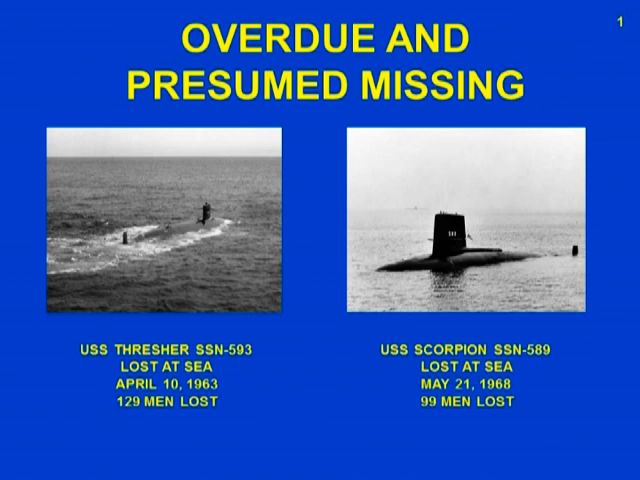 1
OVERDUE AND
PRESUMED MISSING
USS THRESHER SSN-593
LOST AT SEA
APRIL 10, 1963
129 MEN LOST
589
USS SCORPION SSN-589
LOST AT SEA
MAY 21, 1968
99 MEN LOST